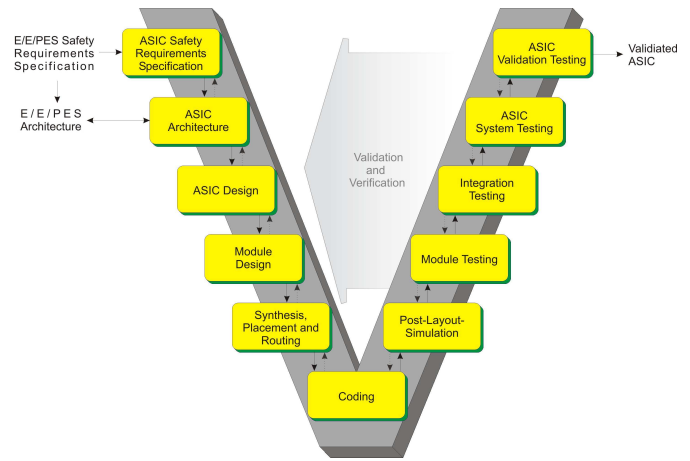 E/E/PES Safety
Requirements
Specification
ASIC Safety
Requirements
Specification
E / E / P E S
Architecture
ASIC
Architecture
ASIC Design
Module
Design
Synthesis,
Placement and
Routing
Coding
Validation
and
Verification
ASIC
Validation Testing
Validiated
ASIC
ASIC
System Testing
Integration
Testing
Module Testing
Post-Layout-
Simulation